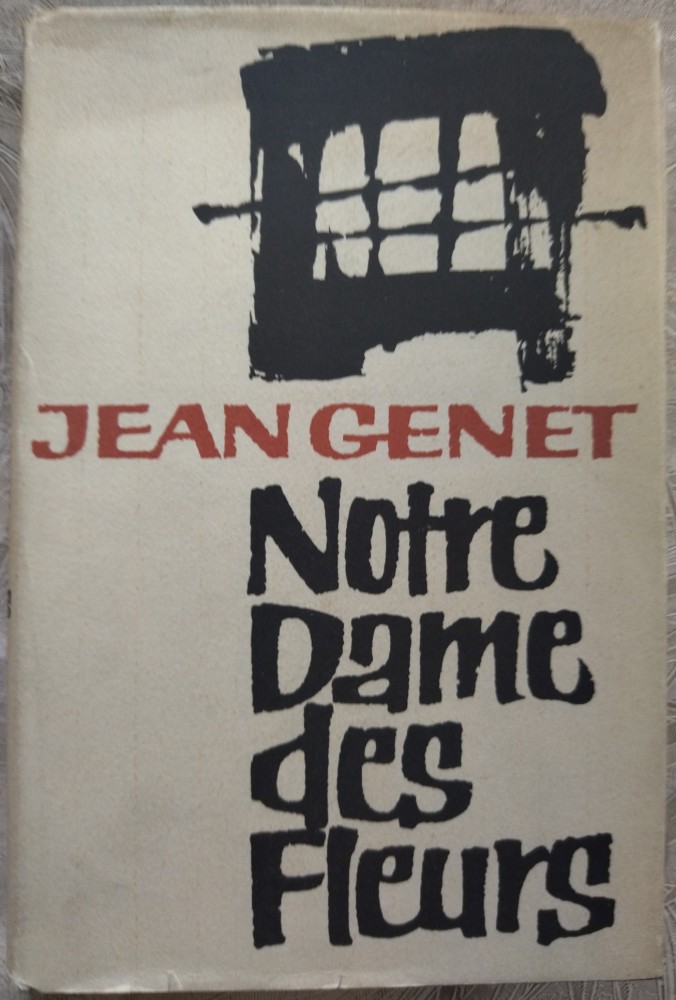 JEAN GENET
Notre
Dame
des
Fleurs